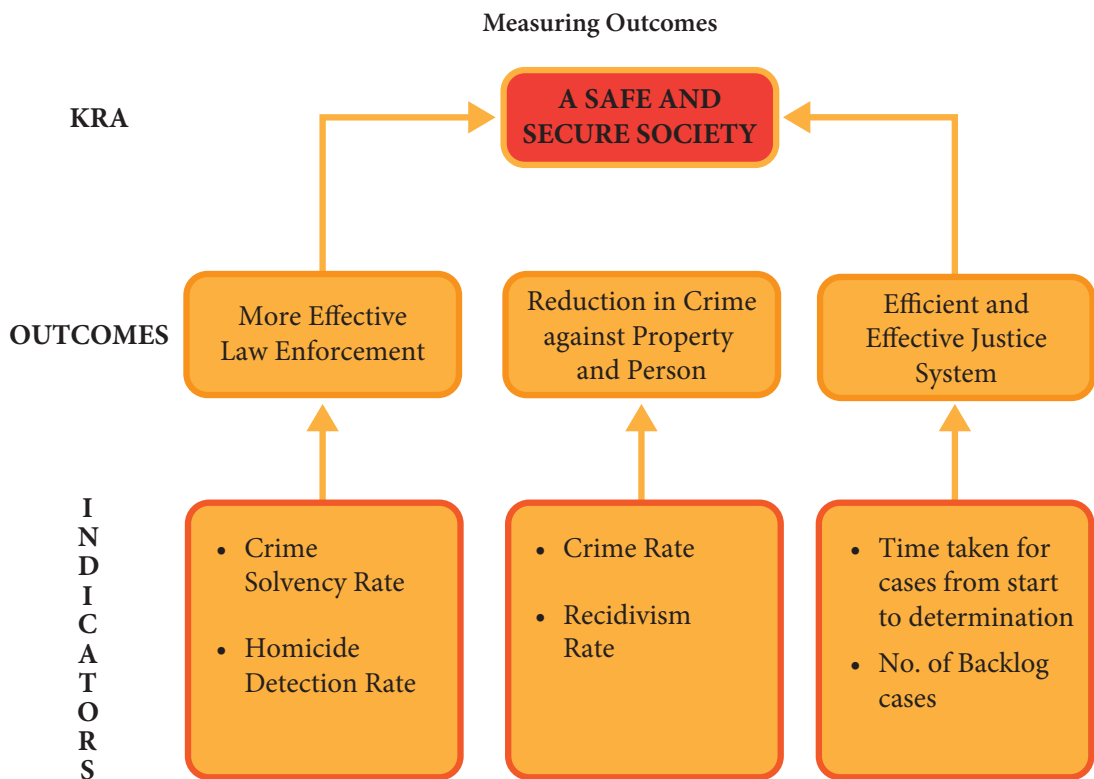 Measuring Outcomes
KRA
A SAFE AND
SECURE SOCIETY
OUTCOMES
More Effective
Law Enforcement
Reduction in Crime
against Property
and Person
Efficient and
Effective Justice
System
I
N
D
I
C
A
T
O
R
S
• Crime
Solvency Rate
• Homicide
Detection Rate
• Crime Rate
• Recidivism
Rate
• Time taken for
cases from start
to determination
• No. of Backlog
cases